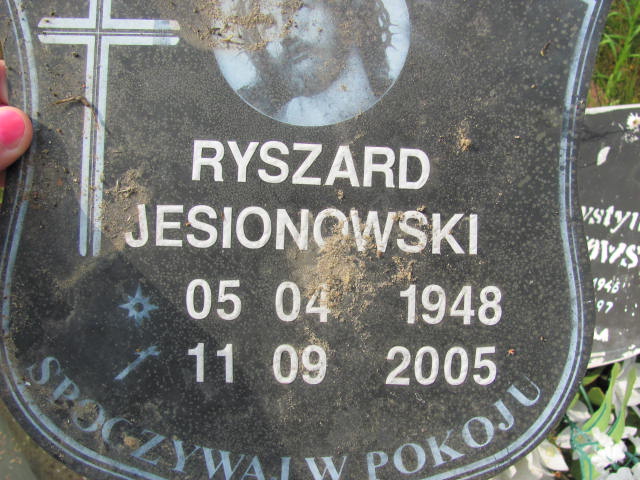 RYSZARD
JESIONOWSKI
05 04 1948
11 09 2005
SPOCZYWAJ W POKOJU